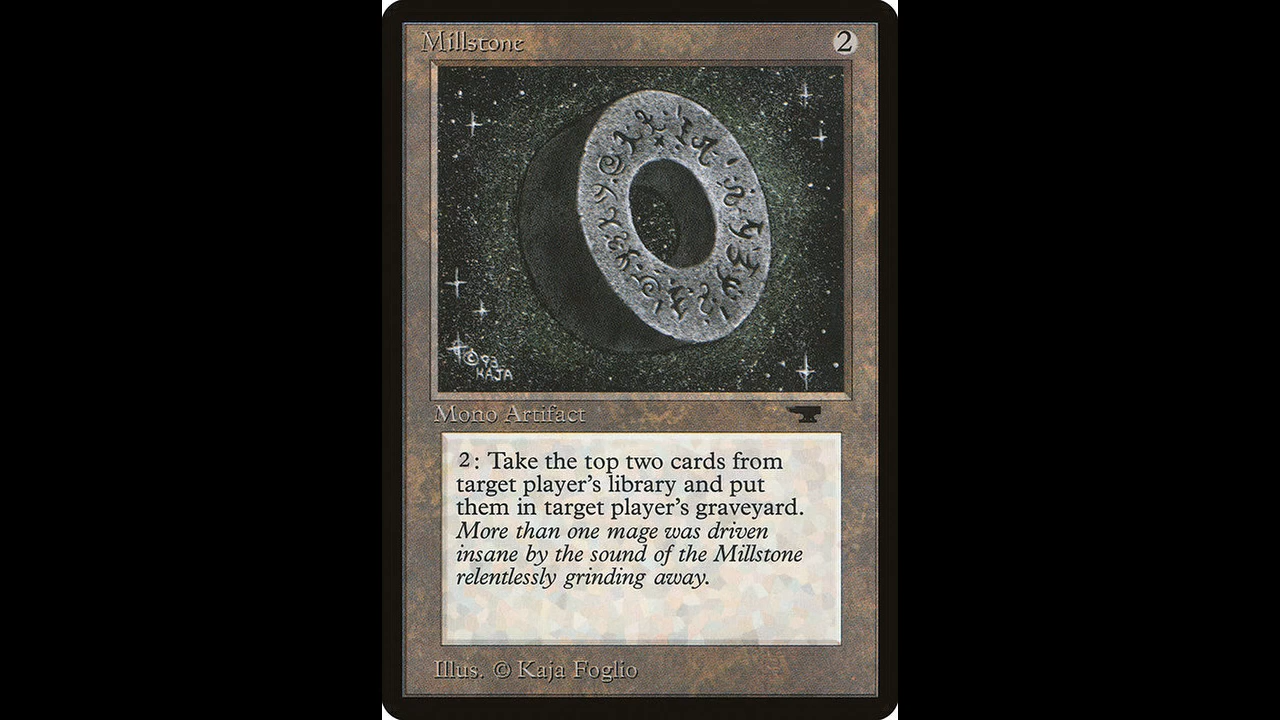 Millstone 2
© 93
KAJA
Mono Artifact
2: Take the top two cards from
target player's library and put
them in target player's graveyard.
More than one mage was driven
insane by the sound of the Millstone
relentlessly grinding away.
Illus. © Kaja Foglio